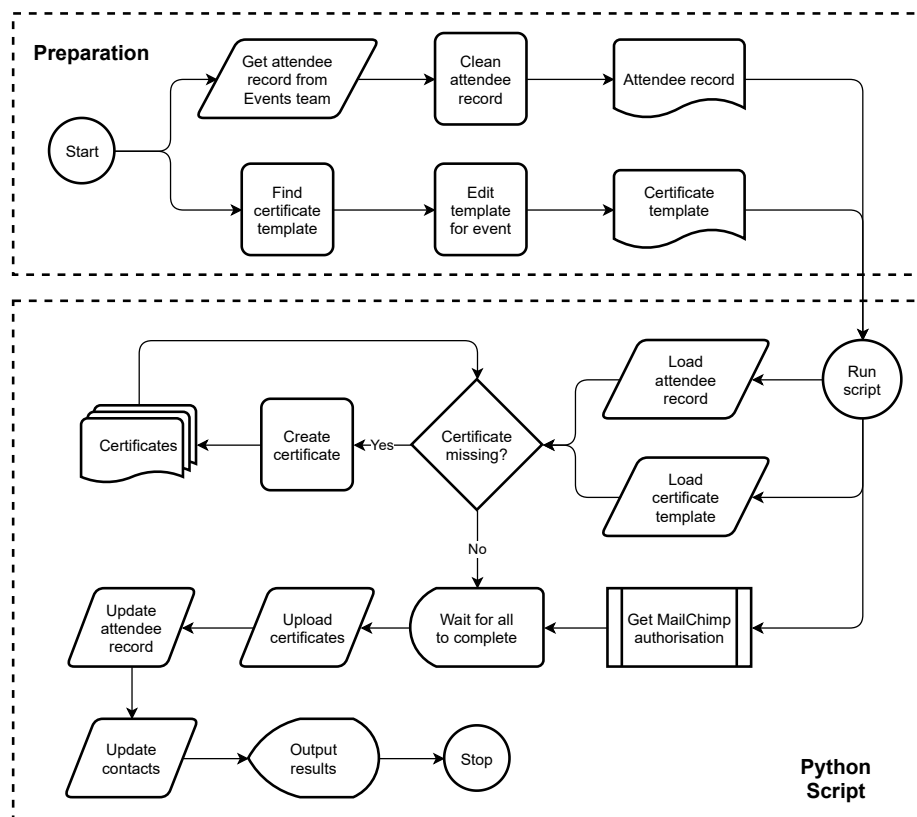 Preparation
Get attendee
record from
Events team
Clean
attendee
record
Attendee record
Start
Find
certificate
template
Edit
template
for event
Certificate
template
Load
attendee
record
Run
script
Certificates
Create
certificate
Yes
Certificate
missing?
Load
certificate
template
No
Update
attendee
record
Upload
certificates
Wait for all
to complete
Get MailChimp
authorisation
Update
contacts
Output
results
Stop
Python
Script